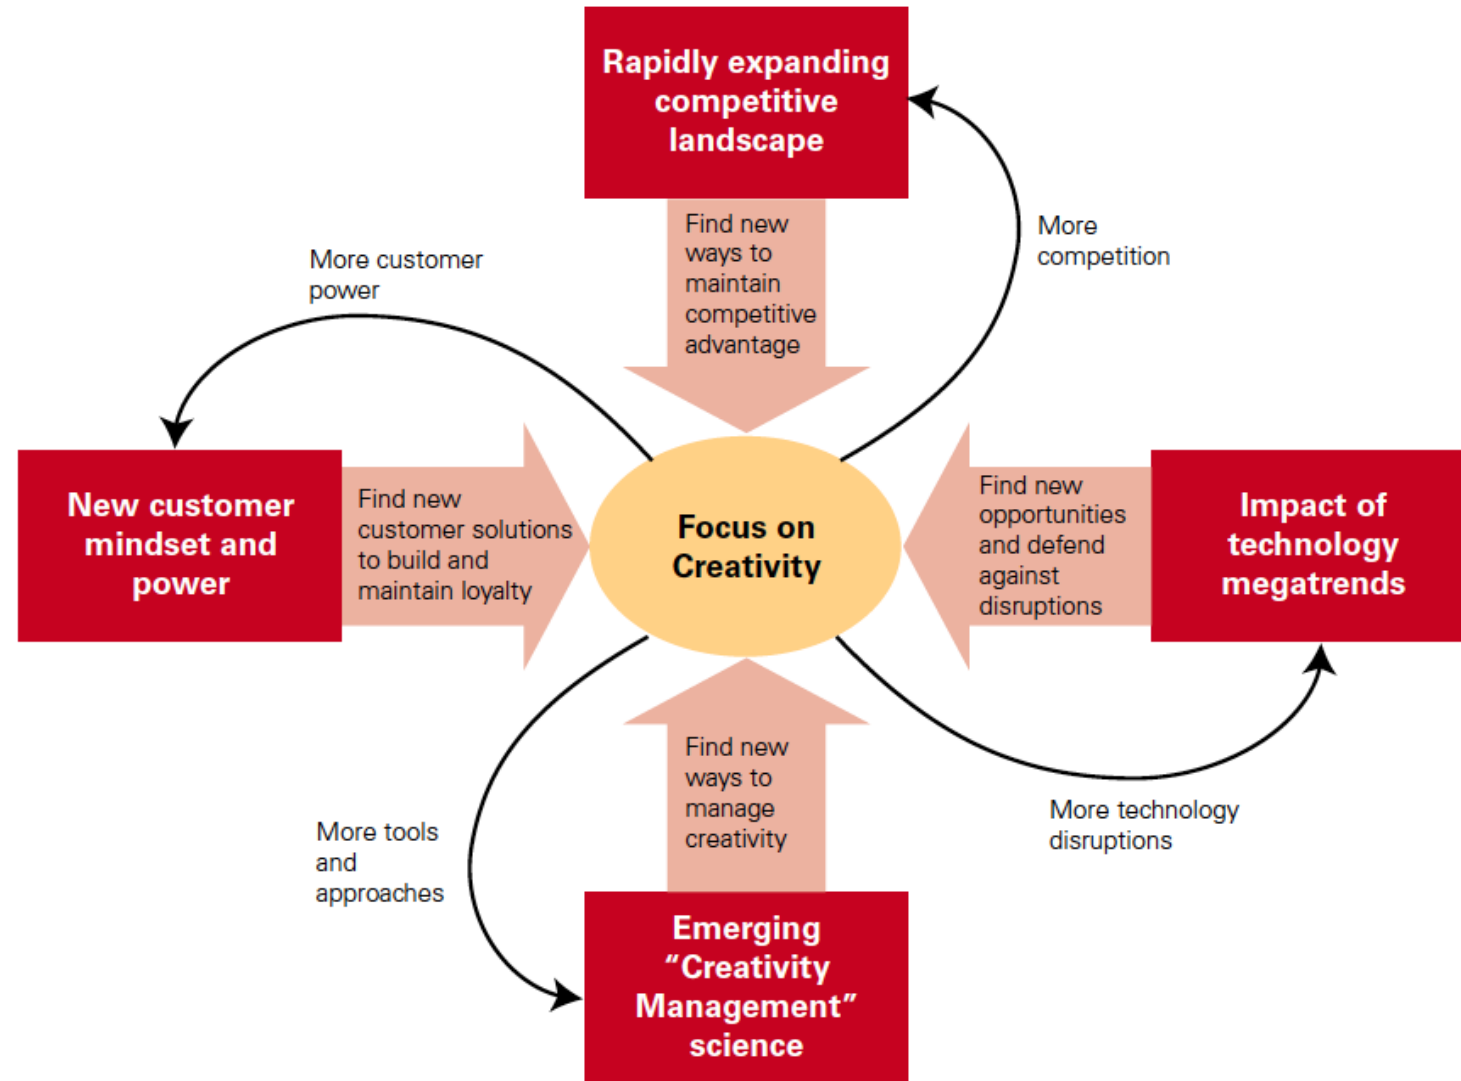 Rapidly expanding
competitive
landscape
Find new
ways to
maintain
competitive
advantage
More
competition
More customer
power
New customer
mindset and
power
Find new
customer solutions
to build and
maintain loyalty
Focus on
Creativity
Find new
opportunities
and defend
against
disruptions
Impact of
technology
megatrends
Find new
ways to
manage
creativity
More tools
and
approaches
More technology
disruptions
Emerging
“Creativity
Management”
science